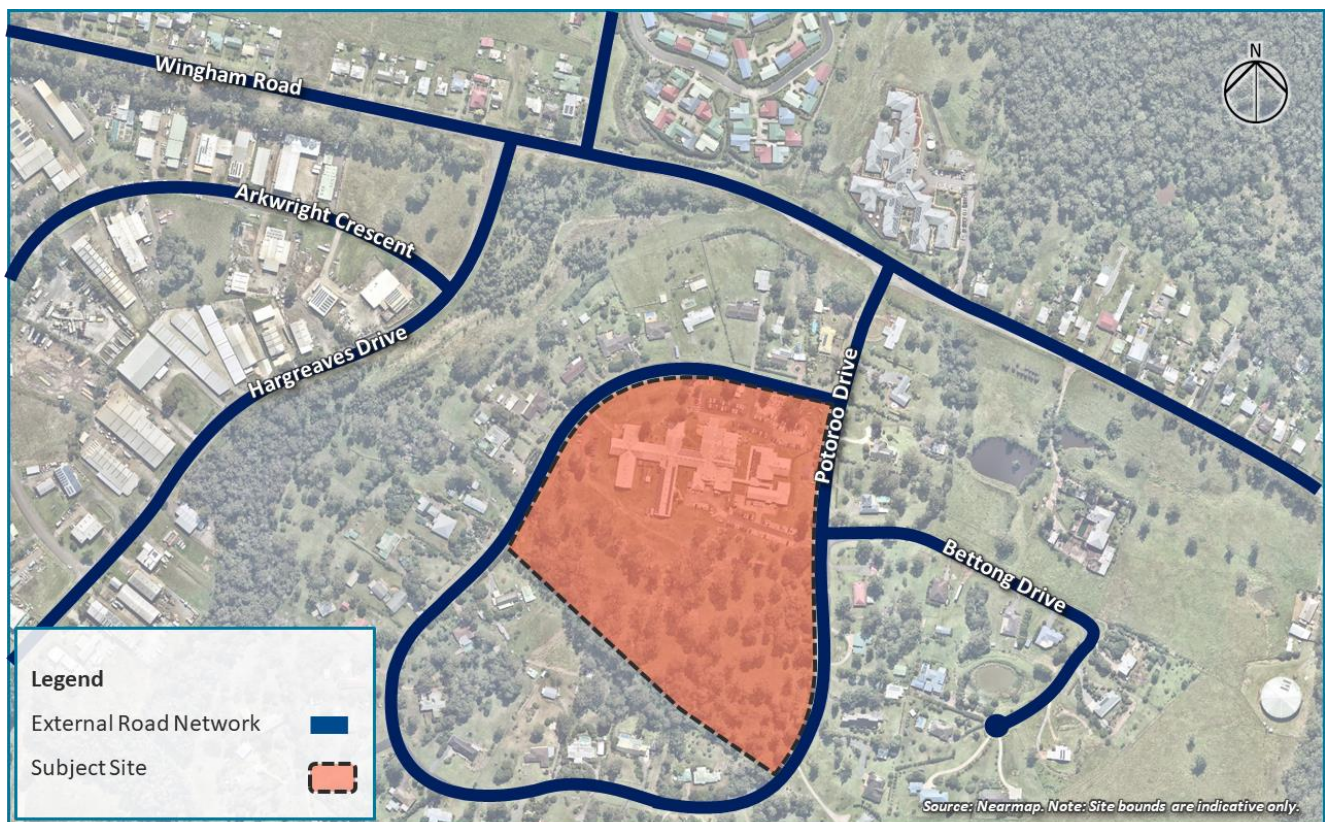 N
Wingham Road
Arkwright Crescent
Hargreaves Drive
Potoroo Drive
Bettong Drive
Legend
External Road Network
Subject Site
Source: Nearmap. Note: Site bounds are indicative only.